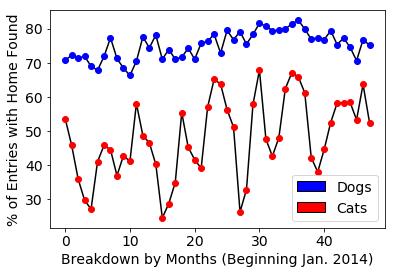 % of Entries with Home Found
80
70
60
50
40
30
0 10 20 30 40
Dogs
Cats
Breakdown by Months (Beginning Jan. 2014)